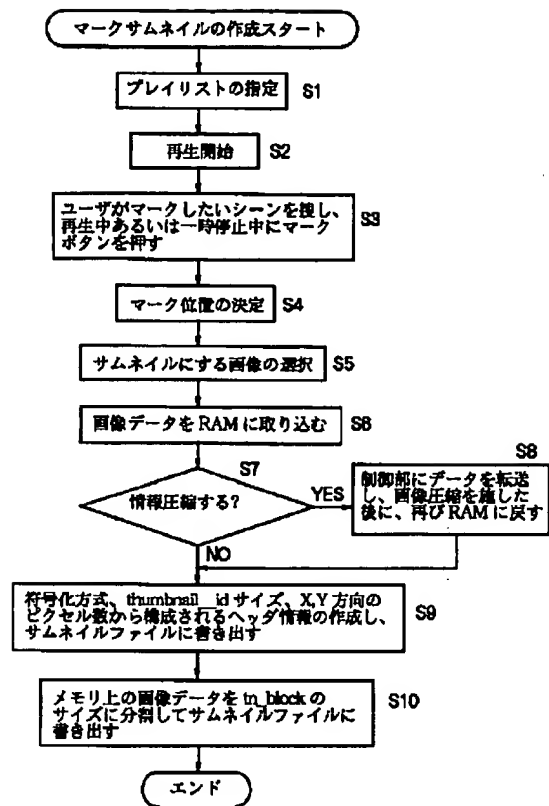 マークサムネイルの作成スタート
プレイリストの指定 S1
再生開始 S2
ユーザがマークしたいシーンを捜し、
再生中あるいは一時停止中にマーク
ボタンを押す
S3
マーク位置の決定 S4
サムネイルにする画像の選択 S5
画像データをRAMに取り込む S6
S7
情報圧縮する?
YES
NO
S8
制御部にデータを転送
し、画像圧縮を施した
後に、再びRAMに戻す
符号化方式、thumbnail_idサイズ、X,Y方向の
ピクセル数から構成されるヘッダ情報の作成し、
サムネイルファイルに書き出す
S9
メモリ上の画像データをtn_blockの
サイズに分割してサムネイルファイルに
書き出す
S10
エンド